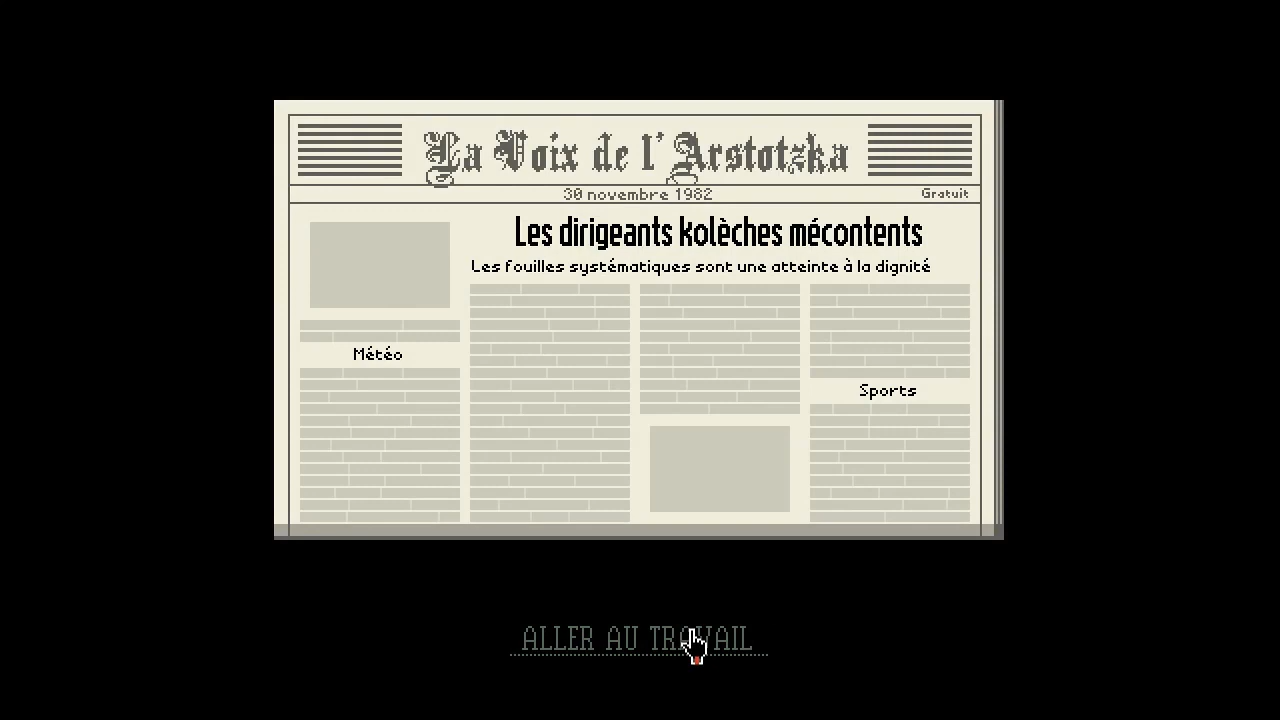 La Voix de l'Arstotzka
30 novembre 1982
Gratuit
Les dirigeants kolèches mécontents
Les fouilles systématiques sont une atteinte à la dignité
Météo
Sports
ALLER AU TRAVAIL